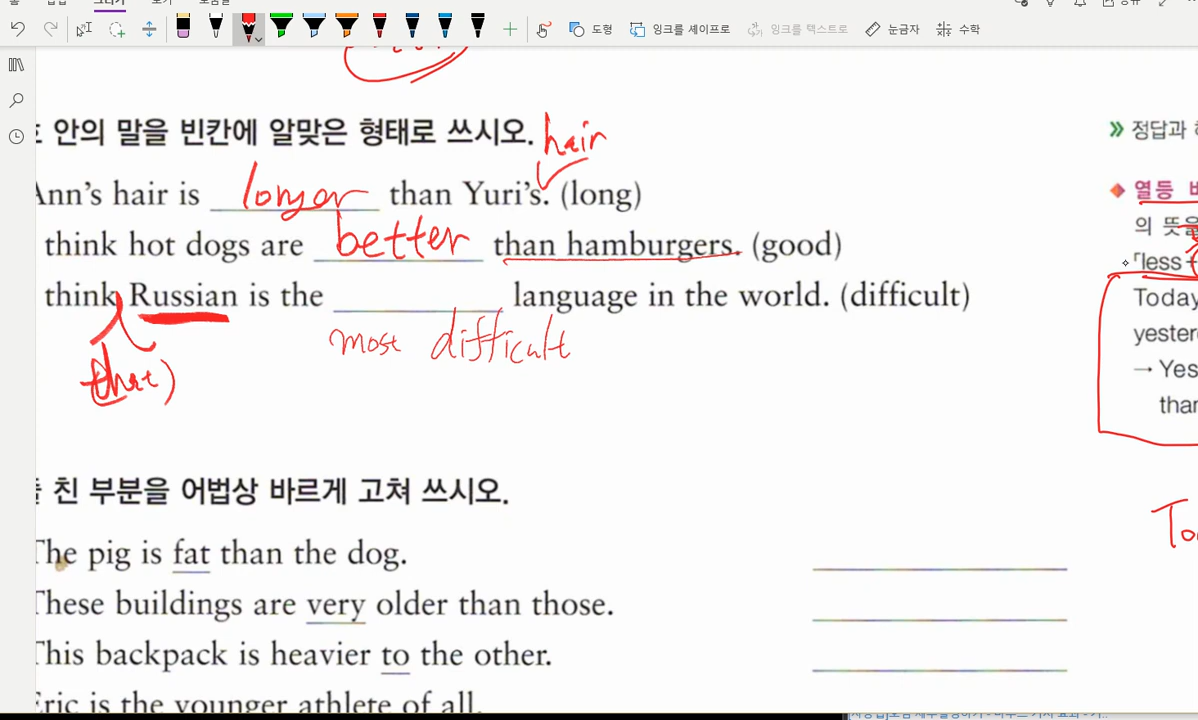 도형
잉크를 셰이프로
잉크를 텍스트로
눈금자
수학
안의 말을 빈칸에 알맞은 형태로 쓰시오. hair
Ann's hair is longer than Yuri's. (long)
think hot dogs are better than hamburgers. (good)
think Russian is the language in the world. (difficult)
most difficult
that)
친 부분을 어법상 바르게 고쳐 쓰시오.
The pig is fat than the dog.
These buildings are very older than those.
This backpack is heavier to the other.
Eric is the younger athlete of all.
정답과
열등
의 뜻을
「less +
Today
yester
→ Yes
than
To